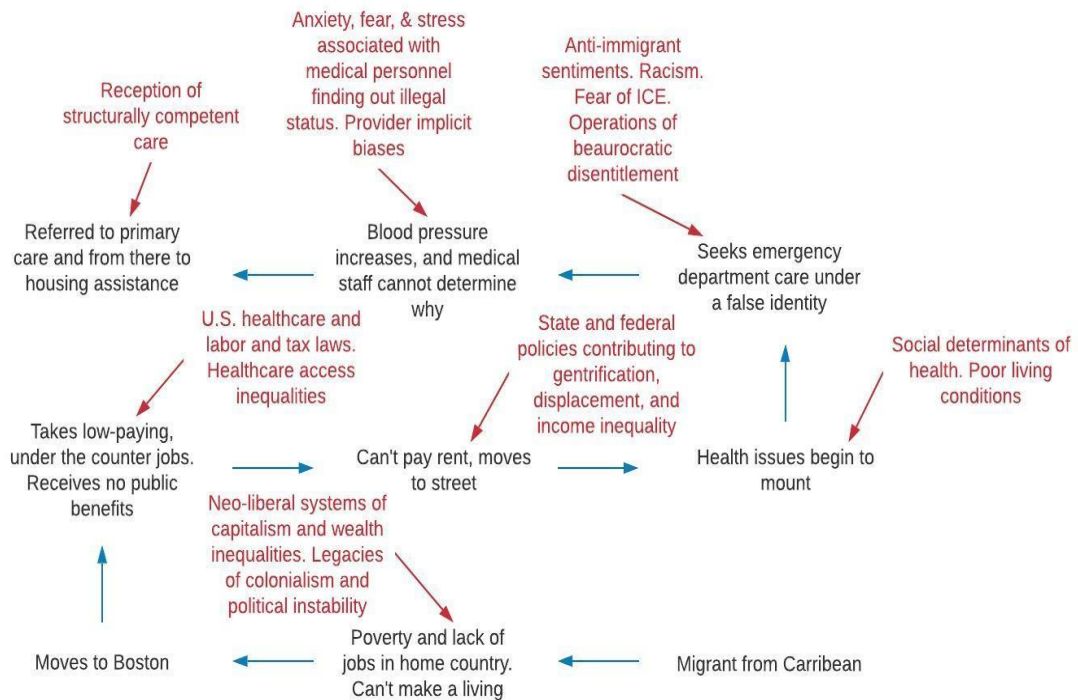 Anxiety, fear, & stress
associated with
medical personnel
finding out illegal
status. Provider implicit
biases
Anti-immigrant
sentiments. Racism.
Fear of ICE.
Operations of
beaurocratic
disentitlement
Reception of
structurally competent
care
Referred to primary
care and from there to
housing assistance
Blood pressure
increases, and medical
staff cannot determine
why
Seeks emergency
department care under
a false identity
U.S. healthcare and
labor and tax laws.
Healthcare access
inequalities
State and federal
policies contributing to
gentrification,
displacement, and
income inequality
Social determinants of
health. Poor living
conditions
Takes low-paying,
under the counter jobs.
Receives no public
benefits
Can't pay rent, moves
to street
Health issues begin to
mount
Neo-liberal systems of
capitalism and wealth
inequalities. Legacies
of colonialism and
political instability
Moves to Boston
Poverty and lack of
jobs in home country.
Can't make a living
Migrant from Carribean